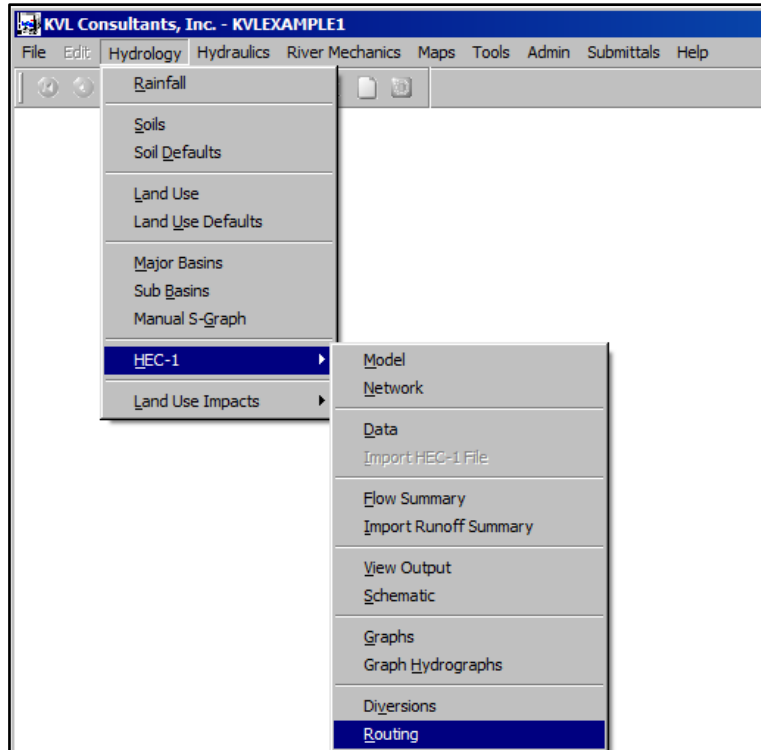 KVL Consultants, Inc. - KVLEXAMPLE1
File Edit Hydrology Hydraulics River Mechanics Maps Tools Admin Submittals Help
Rainfall
Soils
Soil Defaults
Land Use
Land Use Defaults
Major Basins
Sub Basins
Manual S-Graph
HEC-1
Land Use Impacts
Model
Network
Data
Import HEC-1 File
Flow Summary
Import Runoff Summary
View Output
Schematic
Graphs
Graph Hydrographs
Diversions
Routing